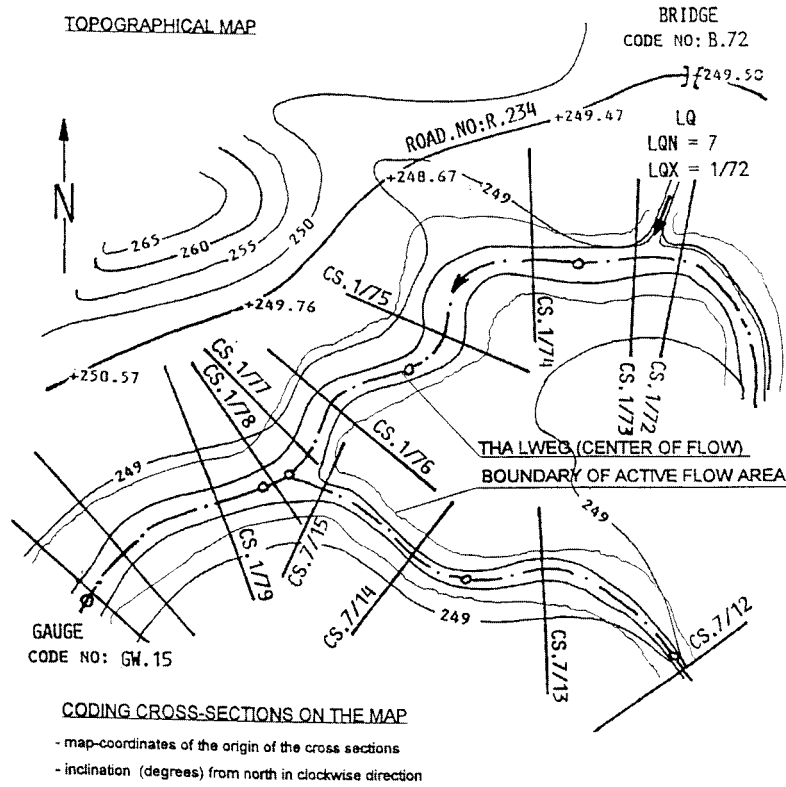 TOPOGRAPHICAL MAP
BRIDGE
CODE NO: B.72
249.50
ROAD.NO:R.234
+249.47
LQ
LQN = 7
LQX = 1/72
+248.67
249
N
265
260
255
250
CS.1/75
+249.76
CS.1/74
CS.1/73
CS.1/72
+250.57
CS.1/77
CS.1/78
CS.1/76
THALWEG (CENTER OF FLOW)
BOUNDARY OF ACTIVE FLOW AREA
249
249
CS.1/79
CS.7/15
CS.7/14
249
CS.7/13
CS.7/12
GAUGE
CODE NO: GW.15
CODING CROSS-SECTIONS ON THE MAP
- map-coordinates of the origin of the cross sections
- inclination (degrees) from north in clockwise direction